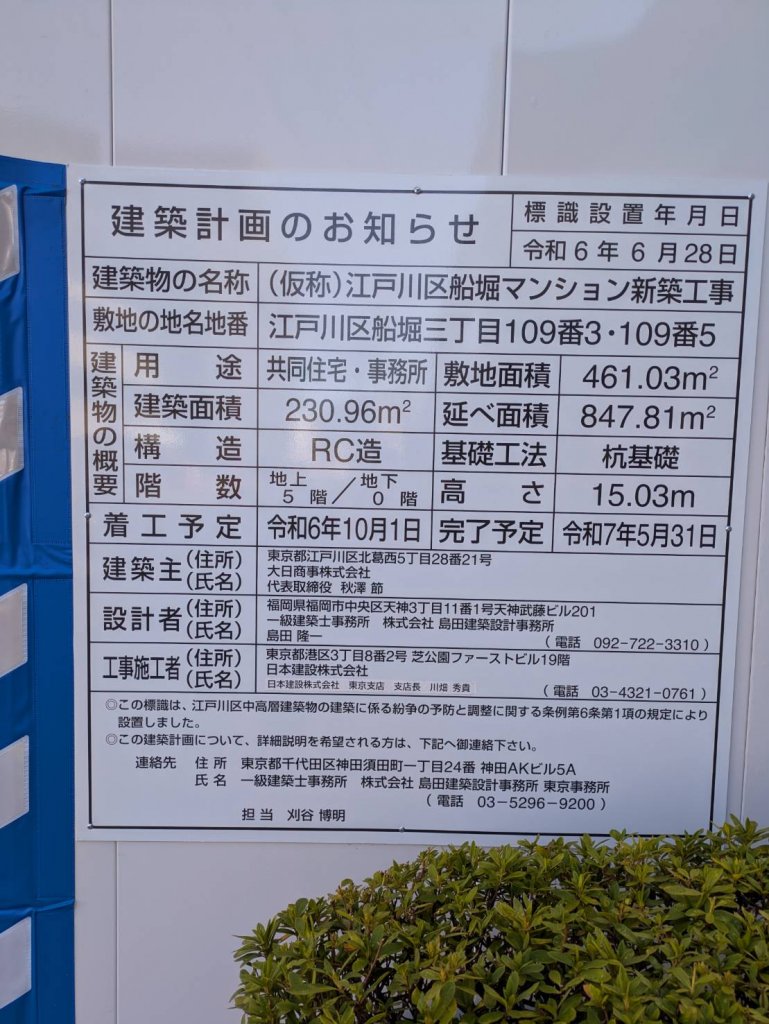 建築計画のお知らせ
標識設置年月日
令和6年6月28日
建築物の名称 (仮称)江戸川区船堀マンション新築工事
敷地の地名地番 江戸川区船堀三丁目109番3・109番5
建築物の概要
用途 共同住宅・事務所 敷地面積 461.03m²
建築面積 230.96m² 延べ面積 847.81m²
構造 RC造 基礎工法 杭基礎
階数 地上5階/地下0階 高さ 15.03m
着工予定 令和6年10月1日 完了予定 令和7年5月31日
建築主(住所)(氏名)
東京都江戸川区北葛西5丁目28番21号
大日商事株式会社
代表取締役 秋澤 節
設計者(住所)(氏名)
福岡県福岡市中央区天神3丁目11番1号天神武藤ビル201
一級建築士事務所 株式会社 島田建築設計事務所
島田 隆一 (電話 092-722-3310)
工事施工者(住所)(氏名)
東京都港区3丁目8番2号 芝公園ファーストビル19階
日本建設株式会社
日本建設株式会社 東京支店 支店長 川畑 秀貴 (電話 03-4321-0761)
◎この標識は、江戸川区中高層建築物の建築に係る紛争の予防と調整に関する条例第6条第1項の規定により
設置しました。
◎この建築計画について、詳細説明を希望される方は、下記へ御連絡下さい。
連絡先 住所 東京都千代田区神田須田町一丁目24番 神田AKビル5A
氏名 一級建築士事務所 株式会社 島田建築設計事務所 東京事務所
(電話 03-5296-9200)
担当 刈谷 博明